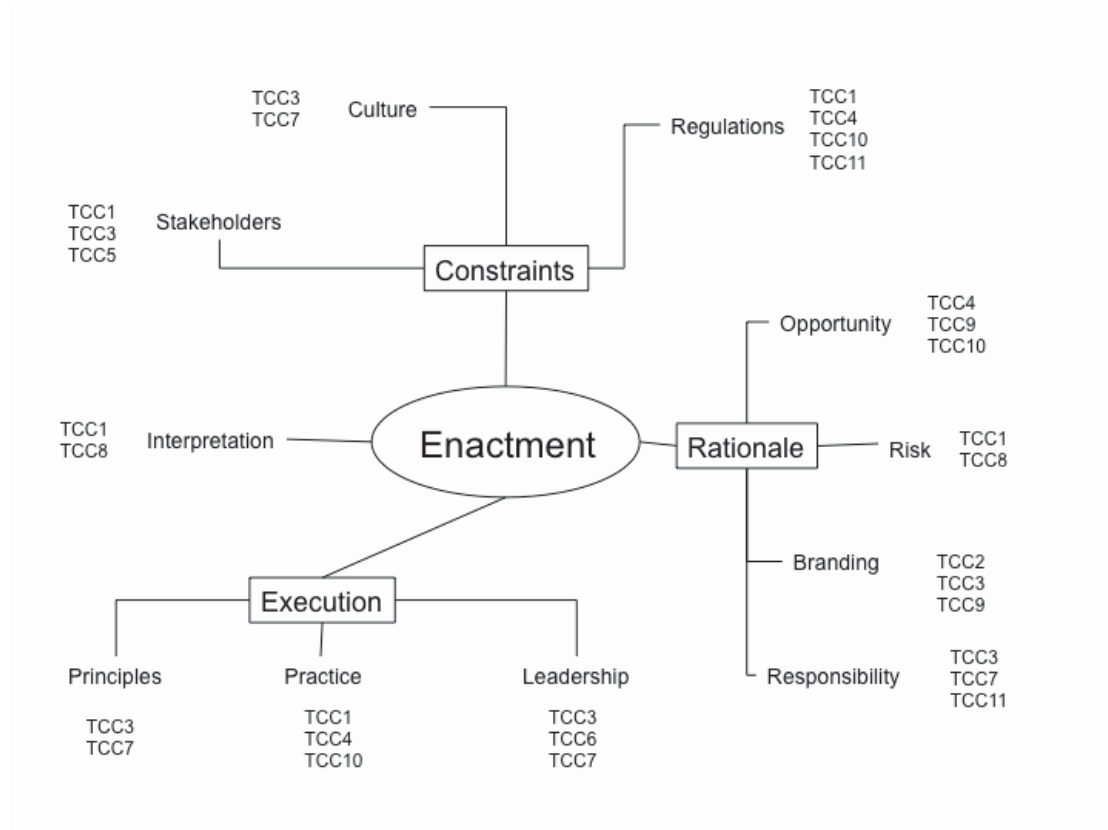 TCC3
TCC7
Culture
TCC1
TCC4
TCC10
TCC11
Regulations
TCC1
TCC3
TCC5
Stakeholders
Constraints
TCC4
TCC9
TCC10
Opportunity
TCC1
TCC8
Interpretation
Enactment
Rationale
Risk
TCC1
TCC8
Branding
TCC2
TCC3
TCC9
Execution
Responsibility
TCC3
TCC7
TCC11
Principles
TCC3
TCC7
Practice
TCC1
TCC4
TCC10
Leadership
TCC3
TCC6
TCC7